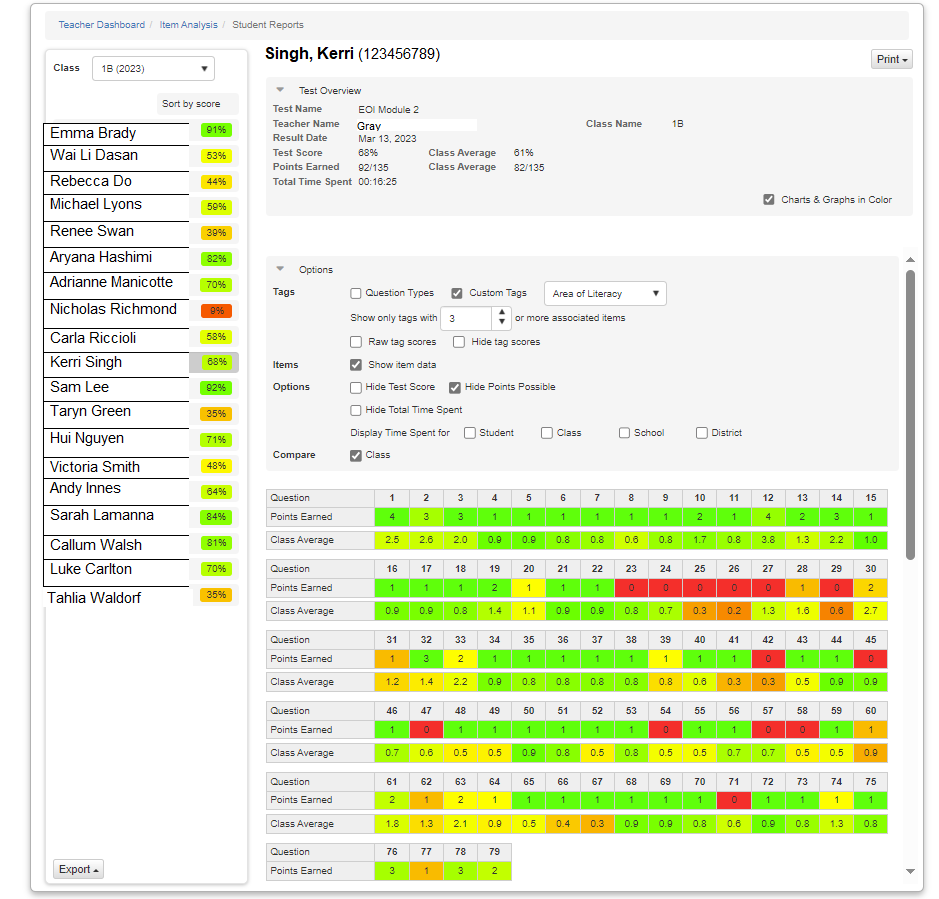 Teacher Dashboard / Item Analysis / Student Reports
Class 1B (2023)
Sort by score
Emma Brady 91%
Wai Li Dasan 53%
Rebecca Do 44%
Michael Lyons 59%
Renee Swan 39%
Aryana Hashimi 82%
Adrianne Manicotte 70%
Nicholas Richmond 9%
Carla Riccioli 58%
Kerri Singh 68%
Sam Lee 92%
Taryn Green 35%
Hui Nguyen 71%
Victoria Smith 48%
Andy Innes 64%
Sarah Lamanna 84%
Callum Walsh 81%
Luke Carlton 70%
Tahlia Waldorf 35%
Export
Singh, Kerri (123456789)
Print
Test Overview
Test Name EOI Module 2
Teacher Name Gray Class Name 1B
Result Date Mar 13, 2023
Test Score 68% Class Average 61%
Points Earned 92/135 Class Average 82/135
Total Time Spent 00:16:25
Charts & Graphs in Color
Options
Tags Question Types Custom Tags Area of Literacy
Show only tags with 3 or more associated items
Raw tag scores Hide tag scores
Items Show item data
Options Hide Test Score Hide Points Possible
Hide Total Time Spent
Display Time Spent for Student Class School District
Compare Class
Question 1 2 3 4 5 6 7 8 9 10 11 12 13 14 15
Points Earned 4 3 3 1 1 1 1 1 1 2 1 4 2 3 1
Class Average 2.5 2.6 2.0 0.9 0.9 0.8 0.8 0.6 0.8 1.7 0.8 3.8 1.3 2.2 1.0
Question 16 17 18 19 20 21 22 23 24 25 26 27 28 29 30
Points Earned 1 1 1 2 1 1 1 0 0 0 0 0 1 0 2
Class Average 0.9 0.9 0.8 1.4 1.1 0.9 0.9 0.8 0.7 0.3 0.2 1.3 1.6 0.6 2.7
Question 31 32 33 34 35 36 37 38 39 40 41 42 43 44 45
Points Earned 1 3 2 1 1 1 1 1 1 1 1 0 1 1 0
Class Average 1.2 1.4 2.2 0.9 0.8 0.8 0.8 0.8 0.8 0.6 0.3 0.3 0.5 0.9 0.9
Question 46 47 48 49 50 51 52 53 54 55 56 57 58 59 60
Points Earned 1 0 1 1 1 1 1 1 0 1 1 0 0 1 1
Class Average 0.7 0.6 0.5 0.5 0.9 0.8 0.5 0.8 0.5 0.5 0.7 0.7 0.5 0.5 0.9
Question 61 62 63 64 65 66 67 68 69 70 71 72 73 74 75
Points Earned 2 1 2 1 1 1 1 1 1 1 0 1 1 1 1
Class Average 1.8 1.3 2.1 0.9 0.5 0.4 0.3 0.9 0.9 0.8 0.6 0.9 0.8 1.3 0.8
Question 76 77 78 79
Points Earned 3 1 3 2